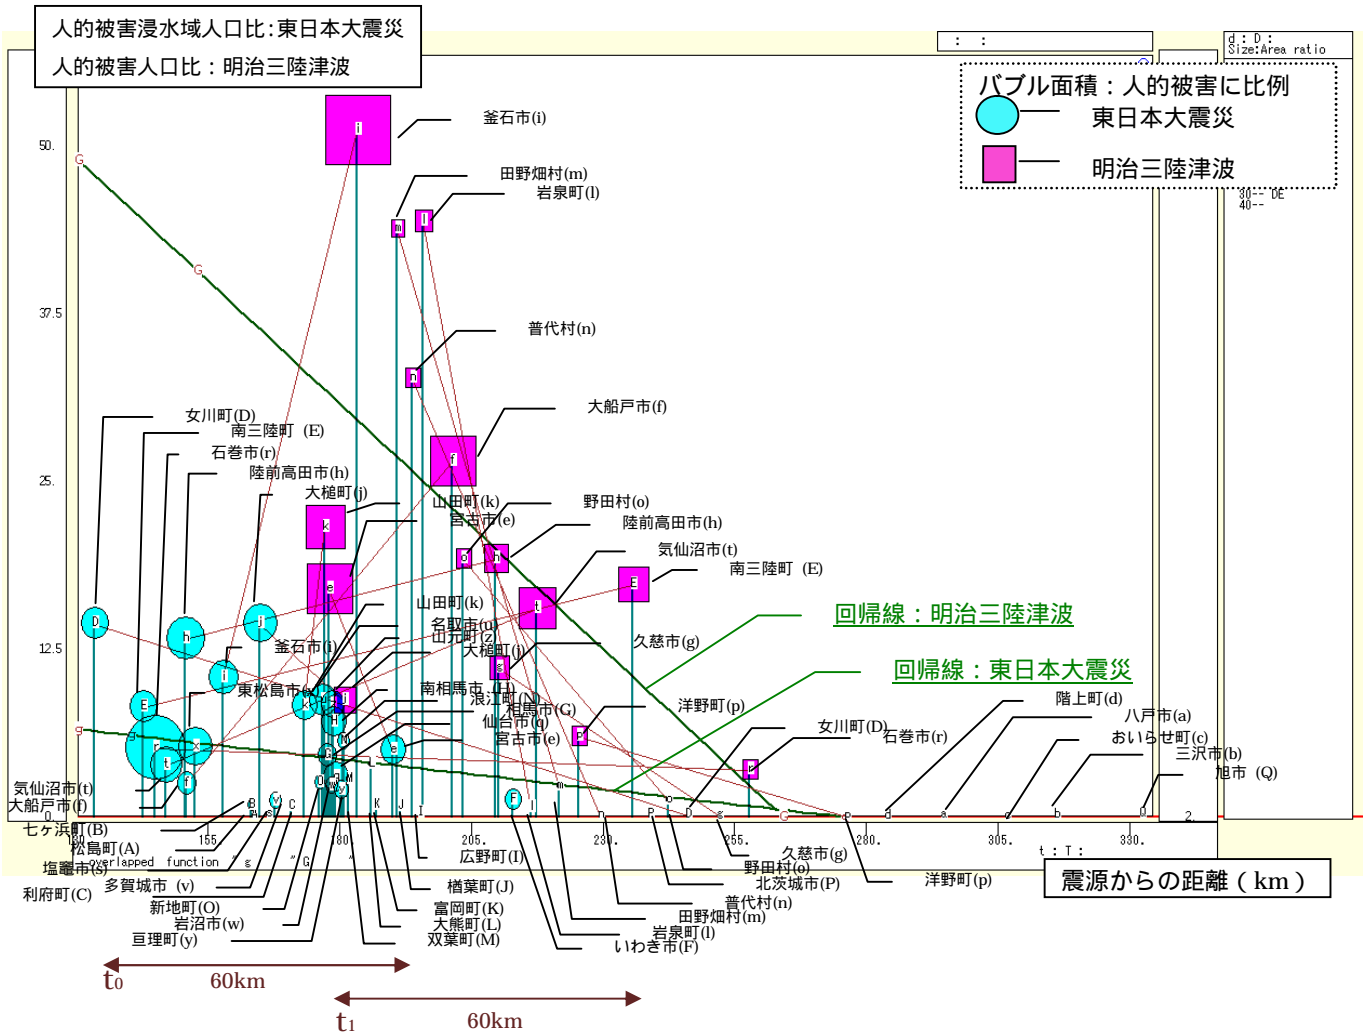 人的被害浸水域人口比：東日本大震災
人的被害人口比：明治三陸津波
: :
d : D :
Size:Area ratio
バブル面積：人的被害に比例
東日本大震災
明治三陸津波
30-- DE
40--
50.
37.5
25.
12.5
0.
釜石市(i)
田野畑村(m)
岩泉町(l)
普代村(n)
大船戸市(f)
女川町(D)
南三陸町 (E)
石巻市(r)
陸前高田市(h)
大槌町(j)
山田町(k)
宮古市(e)
野田村(o)
陸前高田市(h)
気仙沼市(t)
南三陸町 (E)
山田町(k)
名取市(u)
山元町(z)
大槌町(j)
釜石市(i)
久慈市(g)
回帰線：明治三陸津波
回帰線：東日本大震災
南相馬市 (H)
浪江町(N)
相馬市(G)
仙台市(q)
宮古市(e)
洋野町(p)
女川町(D)
石巻市(r)
階上町(d)
八戸市(a)
おいらせ町(c)
三沢市(b)
旭市 (Q)
気仙沼市(t)
大船戸市(f)
七ヶ浜町(B)
松島町(A)
塩竈市(s)
利府町(C)
多賀城市 (v)
新地町(O)
岩沼市(w)
亘理町(y)
155
180
205.
230.
255.
280.
305.
330.
2.
overlapped function " g " G "
t : T :
広野町(I)
楢葉町(J)
富岡町(K)
大熊町(L)
双葉町(M)
久慈市(g)
野田村(o)
北茨城市(P)
普代村(n)
田野畑村(m)
岩泉町(l)
いわき市(F)
洋野町(p)
震源からの距離（km）
t0
60km
t1
60km